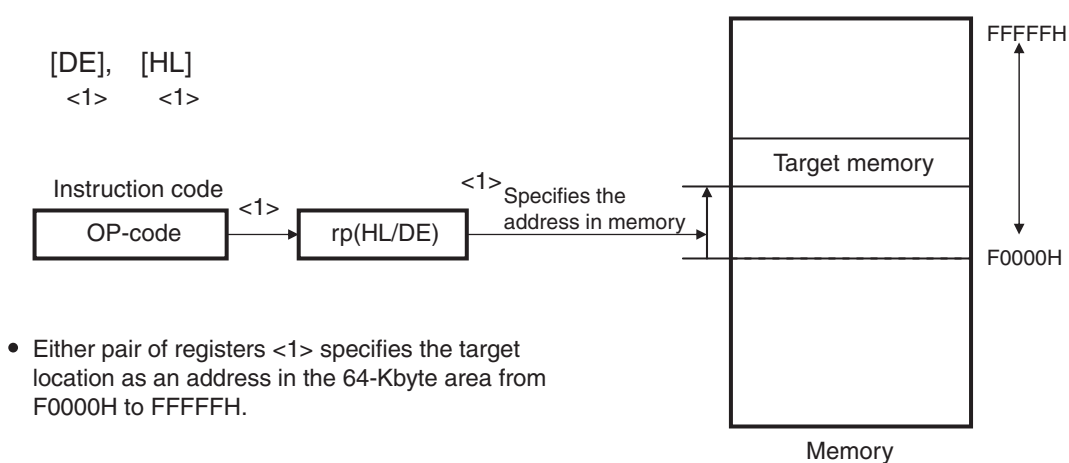 [DE], [HL]
<1> <1>
Instruction code
OP-code
<1>
rp(HL/DE)
<1>
Specifies the
address in memory
Target memory
FFFFFH
F0000H
Memory
• Either pair of registers <1> specifies the target
location as an address in the 64-Kbyte area from
F0000H to FFFFFH.